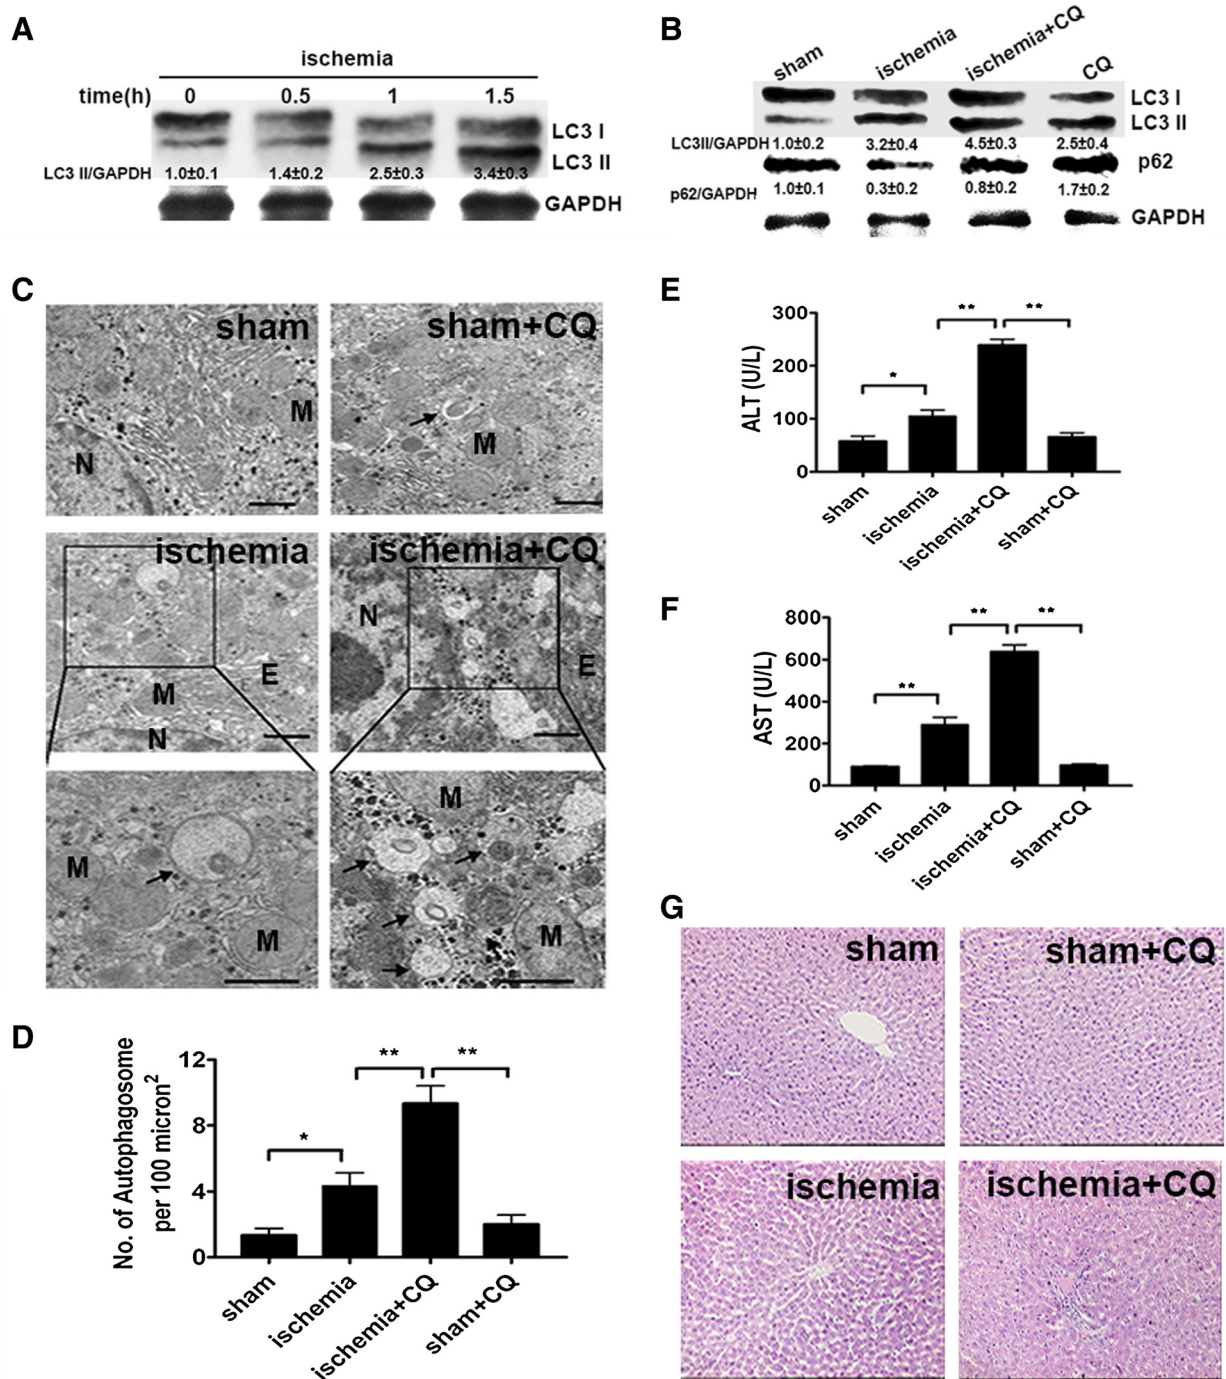 A
ischemia
time(h) 0 0.5 1 1.5
LC3 I
LC3 II
LC3 II/GAPDH 1.0±0.1 1.4±0.2 2.5±0.3 3.4±0.3
GAPDH
B
sham ischemia ischemia+CQ CQ
LC3 I
LC3 II
LC3II/GAPDH 1.0±0.2 3.2±0.4 4.5±0.3 2.5±0.4
p62
p62/GAPDH 1.0±0.1 0.3±0.2 0.8±0.2 1.7±0.2
GAPDH
C
sham
M
N
sham+CQ
M
ischemia
E
M
N
ischemia+CQ
N
E
M
M
M
M
D
No. of Autophagosome
per 100 micron²
12
8
4
0
* ** **
sham ischemia ischemia+CQ sham+CQ
E
ALT (U/L)
300
200
100
0
* ** **
sham ischemia ischemia+CQ sham+CQ
F
AST (U/L)
800
600
400
200
0
** ** **
sham ischemia ischemia+CQ sham+CQ
G
sham
sham+CQ
ischemia
ischemia+CQ